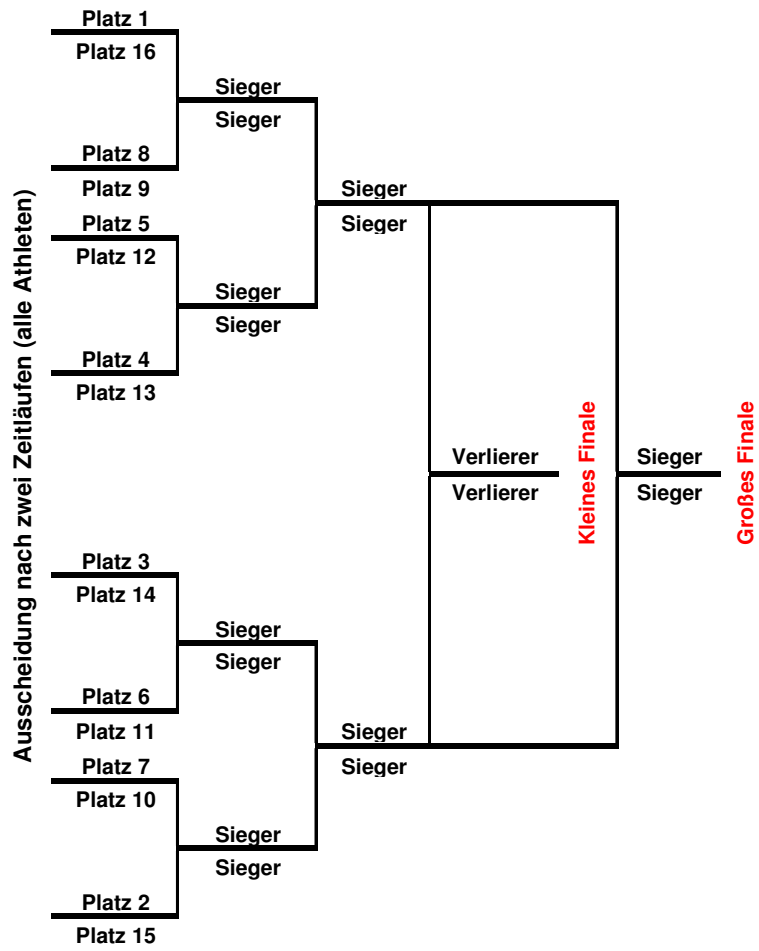 Ausscheidung nach zwei Zeitläufen (alle Athleten)
Platz 1
Platz 16
Platz 8
Platz 9
Platz 5
Platz 12
Platz 4
Platz 13
Platz 3
Platz 14
Platz 6
Platz 11
Platz 7
Platz 10
Platz 2
Platz 15
Sieger
Sieger
Sieger
Sieger
Sieger
Sieger
Sieger
Sieger
Sieger
Sieger
Sieger
Sieger
Verlierer
Verlierer
Kleines Finale
Sieger
Sieger
Großes Finale